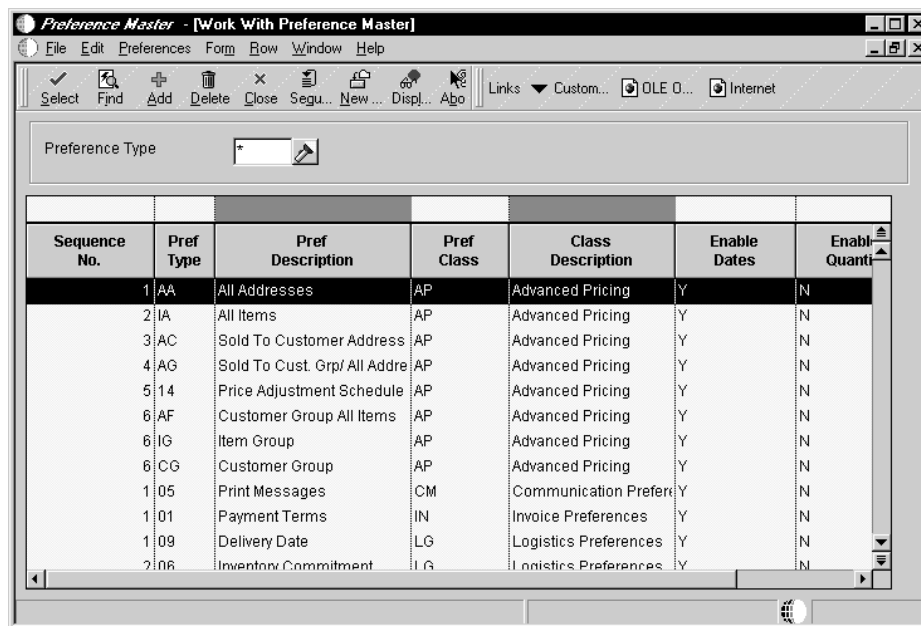 Preference Master - [Work With Preference Master]
File Edit Preferences Form Row Window Help
Select Find Add Delete Close Sequ... New ... Displ... Abo Links Custom... OLE O... Internet
Preference Type *
Sequence No. Pref Type Pref Description Pref Class Class Description Enable Dates Enabl Quanti
1 AA All Addresses AP Advanced Pricing Y N
2 IA All Items AP Advanced Pricing Y N
3 AC Sold To Customer Address AP Advanced Pricing Y N
4 AG Sold To Cust. Grp/ All Addre AP Advanced Pricing Y N
5 14 Price Adjustment Schedule AP Advanced Pricing Y N
6 AF Customer Group All Items AP Advanced Pricing Y N
6 IG Item Group AP Advanced Pricing Y N
6 CG Customer Group AP Advanced Pricing Y N
1 05 Print Messages CM Communication Prefere Y N
1 01 Payment Terms IN Invoice Preferences Y N
1 09 Delivery Date LG Logistics Preferences Y N
2 06 Inventory Commitment LG Logistics Preferences Y N